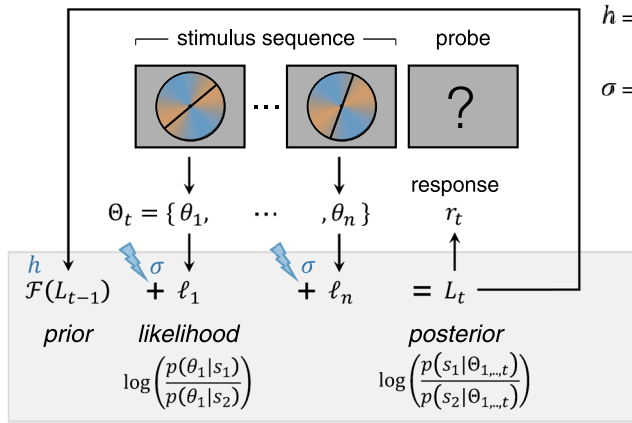 h =
stimulus sequence probe
σ =
... ?
response
Θ_t = { θ_1, ... , θ_n } r_t
h σ σ
ℱ(L_{t−1}) + ℓ_1 + ℓ_n = L_t
prior likelihood posterior
log(p(θ_1|s_1)/p(θ_1|s_2)) log(p(s_1|Θ_{1,..,t})/p(s_2|Θ_{1,..,t}))